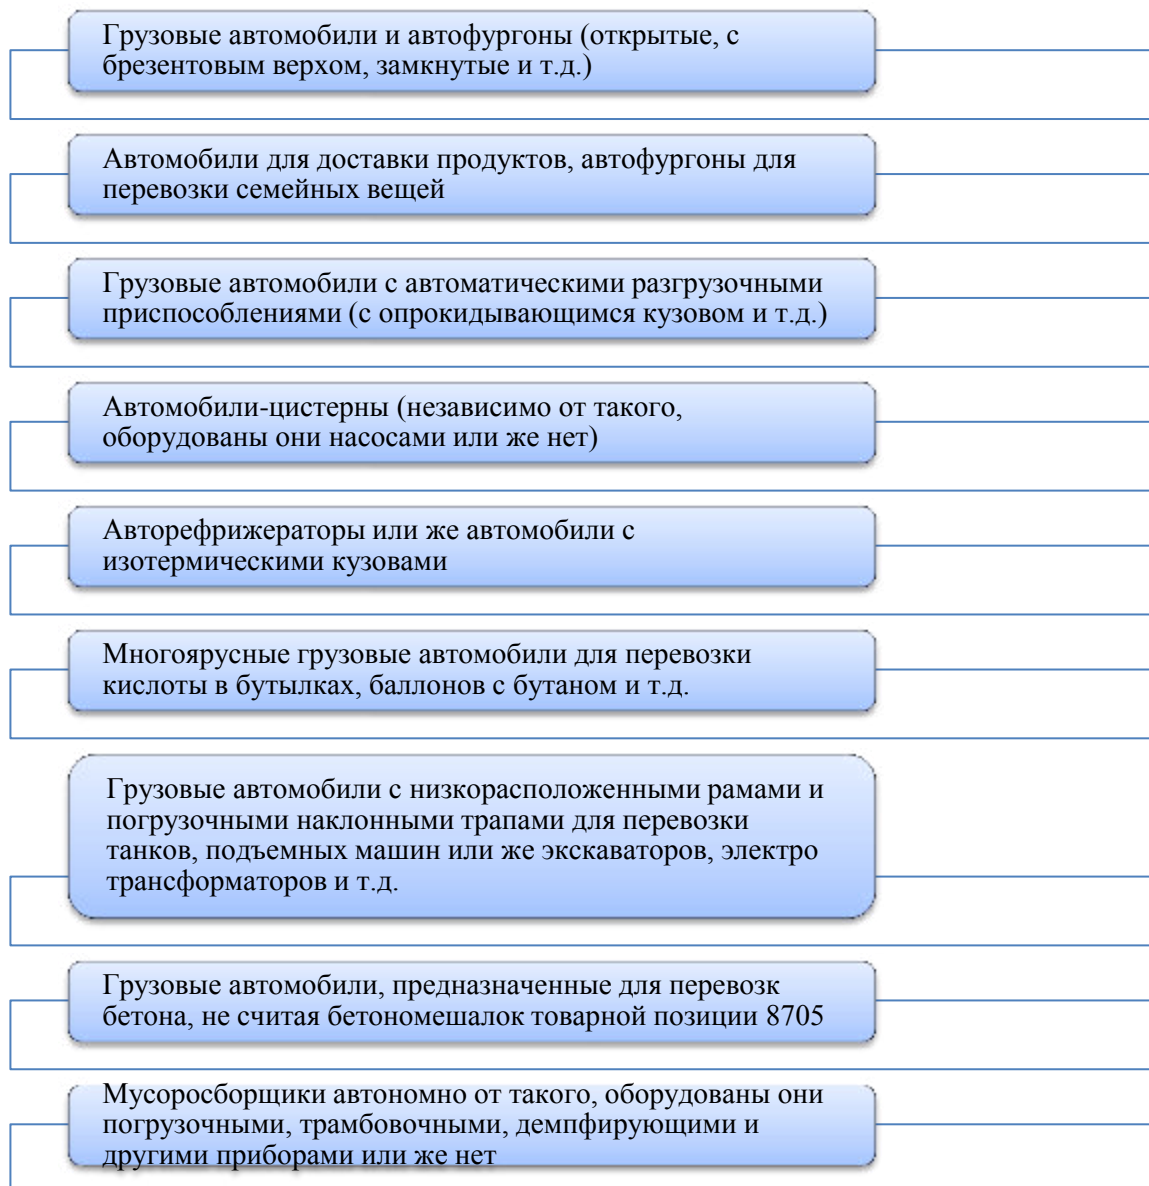 Грузовые автомобили и автофургоны (открытые, с
брезентовым верхом, замкнутые и т.д.)
Автомобили для доставки продуктов, автофургоны для
перевозки семейных вещей
Грузовые автомобили с автоматическими разгрузочными
приспособлениями (с опрокидывающимся кузовом и т.д.)
Автомобили-цистерны (независимо от такого,
оборудованы они насосами или же нет)
Авторефрижераторы или же автомобили с
изотермическими кузовами
Многоярусные грузовые автомобили для перевозки
кислоты в бутылках, баллонов с бутаном и т.д.
Грузовые автомобили с низкорасположенными рамами и
погрузочными наклонными трапами для перевозки
танков, подъемных машин или же экскаваторов, электро
трансформаторов и т.д.
Грузовые автомобили, предназначенные для перевозк
бетона, не считая бетономешалок товарной позиции 8705
Мусоросборщики автономно от такого, оборудованы они
погрузочными, трамбовочными, демпфирующими и
другими приборами или же нет